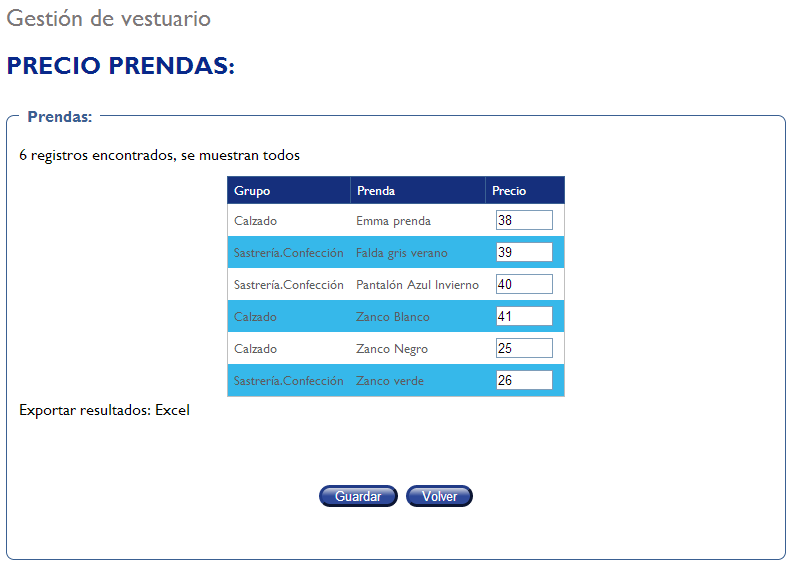 Gestión de vestuario
PRECIO PRENDAS:
Prendas:
6 registros encontrados, se muestran todos
Grupo Prenda Precio
Calzado Emma prenda 38
Sastrería.Confección Falda gris verano 39
Sastrería.Confección Pantalón Azul Invierno 40
Calzado Zanco Blanco 41
Calzado Zanco Negro 25
Sastrería.Confección Zanco verde 26
Exportar resultados: Excel
Guardar Volver